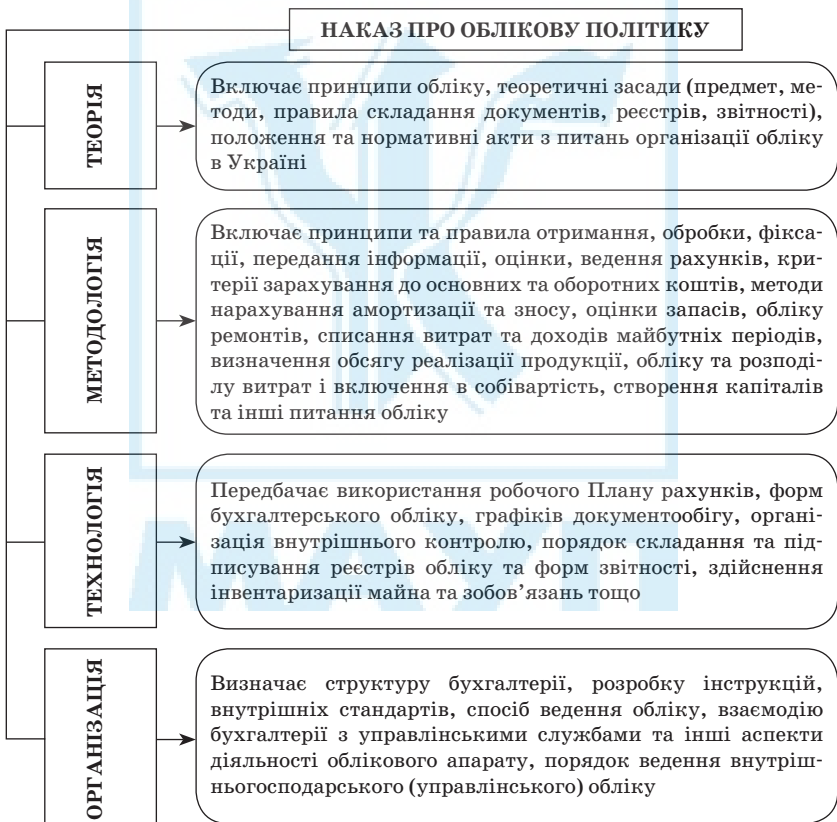 НАКАЗ ПРО ОБЛІКОВУ ПОЛІТИКУ
ТЕОРІЯ
Включає принципи обліку, теоретичні засади (предмет, ме-
тоди, правила складання документів, реєстрів, звітності),
положення та нормативні акти з питань організації обліку
в Україні
МЕТОДОЛОГІЯ
Включає принципи та правила отримання, обробки, фікса-
ції, передання інформації, оцінки, ведення рахунків, кри-
терії зарахування до основних та оборотних коштів, методи
нарахування амортизації та зносу, оцінки запасів, обліку
ремонтів, списання витрат та доходів майбутніх періодів,
визначення обсягу реалізації продукції, обліку та розподі-
лу витрат і включення в собівартість, створення капіталів
та інші питання обліку
ТЕХНОЛОГІЯ
Передбачає використання робочого Плану рахунків, форм
бухгалтерського обліку, графіків документообігу, органі-
зація внутрішнього контролю, порядок складання та під-
писування реєстрів обліку та форм звітності, здійснення
інвентаризації майна та зобов’язань тощо
ОРГАНІЗАЦІЯ
Визначає структуру бухгалтерії, розробку інструкцій,
внутрішніх стандартів, спосіб ведення обліку, взаємодію
бухгалтерії з управлінськими службами та інші аспекти
діяльності облікового апарату, порядок ведення внутріш-
ньогосподарського (управлінського) обліку
МАУП